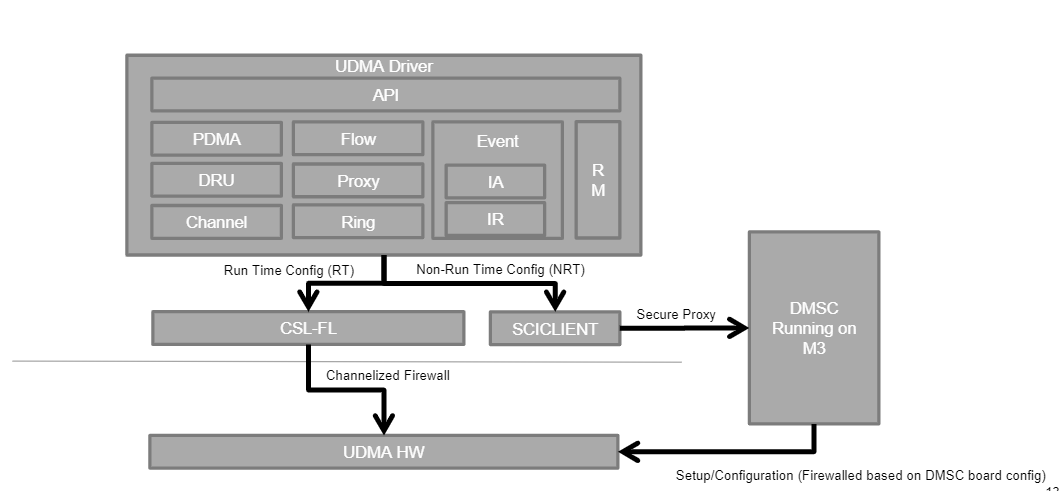 UDMA Driver
API
PDMA
Flow
Event
R
M
DRU
Proxy
IA
Channel
Ring
IR
Run Time Config (RT)
Non-Run Time Config (NRT)
CSL-FL
SCICLIENT
Secure Proxy
DMSC
Running on
M3
Channelized Firewall
UDMA HW
Setup/Configuration (Firewalled based on DMSC board config)